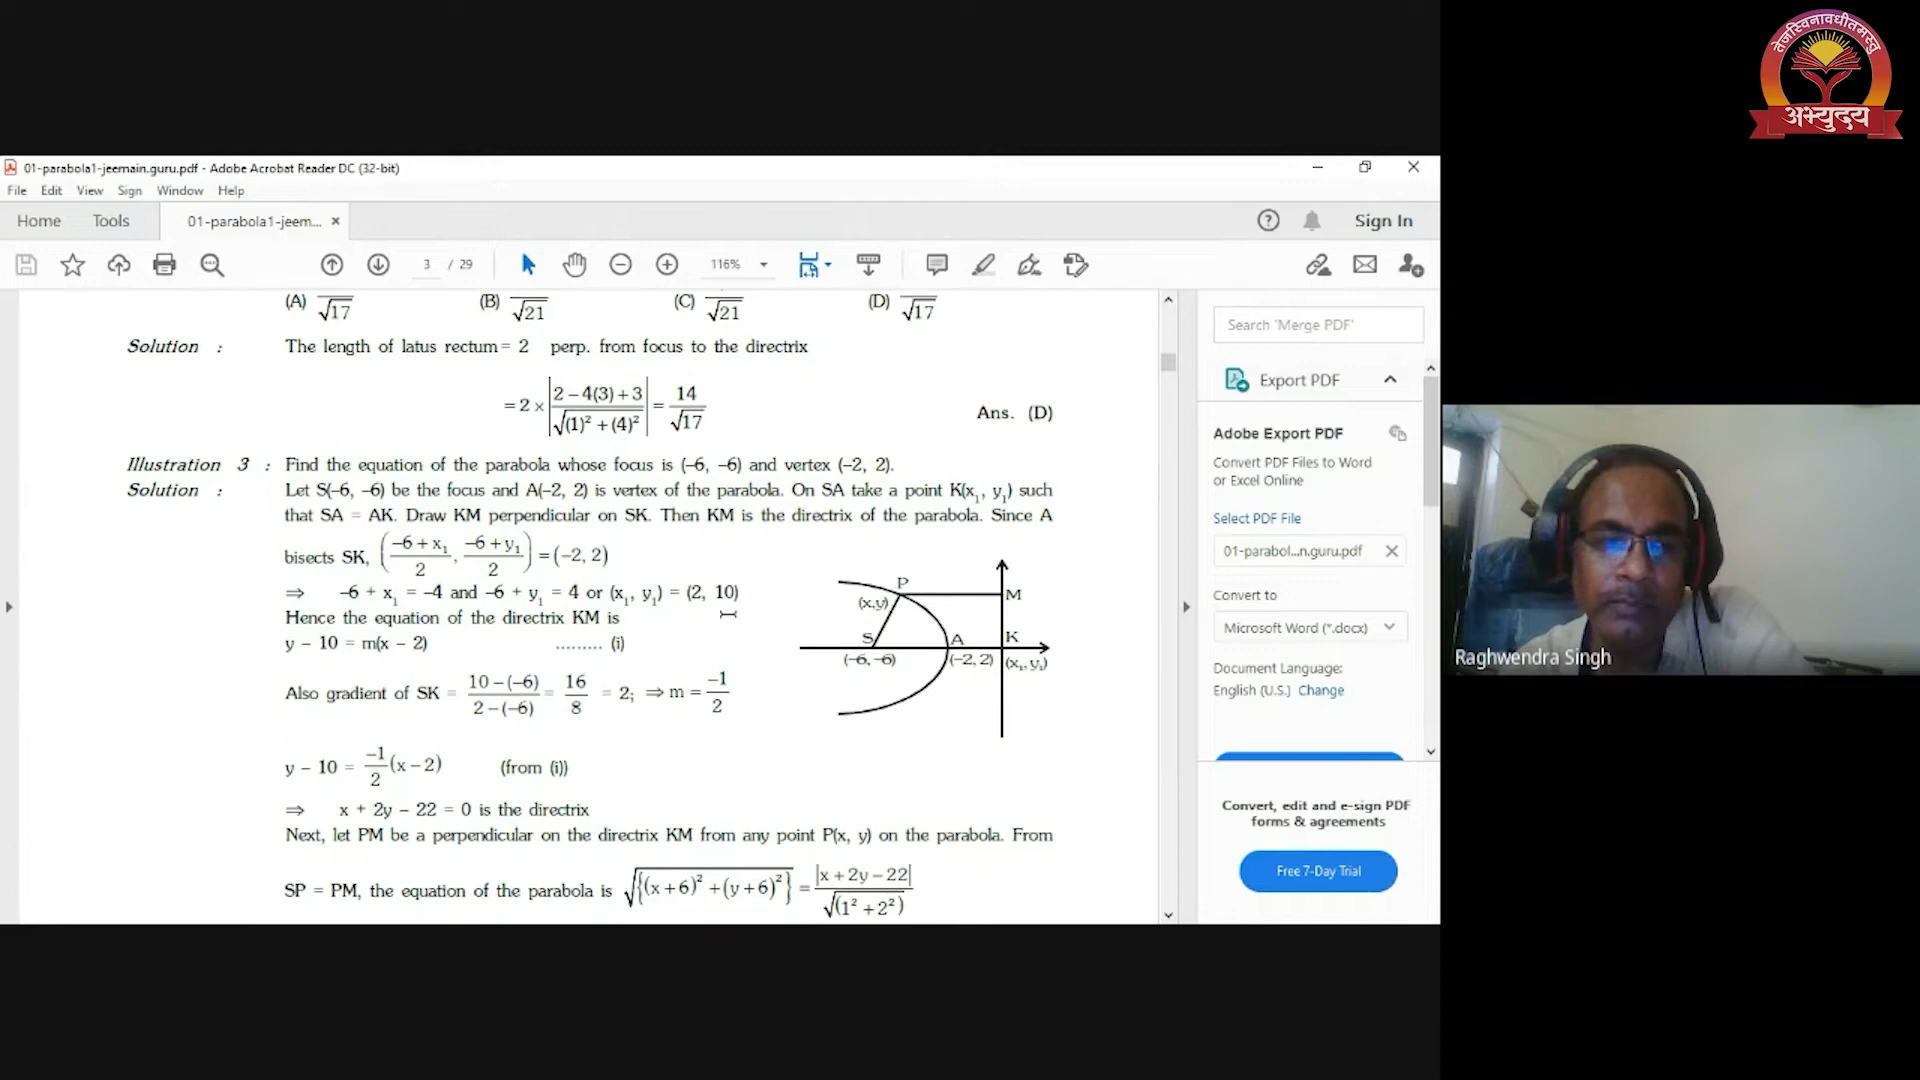 तेजस्विनावधीतमस्तु
अभ्युदय
01-parabola1-jeemain.guru.pdf - Adobe Acrobat Reader DC (32-bit)
File Edit View Sign Window Help
Home Tools 01-parabola1-jeem... × Sign In
3 / 29 116%
(A) √17 (B) √21 (C) √21 (D) √17
Solution : The length of latus rectum = 2 perp. from focus to the directrix
= 2 × |2 – 4(3) + 3 / √(1)² + (4)²| = 14/√17 Ans. (D)
Illustration 3 : Find the equation of the parabola whose focus is (–6, –6) and vertex (–2, 2).
Solution : Let S(–6, –6) be the focus and A(–2, 2) is vertex of the parabola. On SA take a point K(x₁, y₁) such
that SA = AK. Draw KM perpendicular on SK. Then KM is the directrix of the parabola. Since A
bisects SK, (–6 + x₁/2, –6 + y₁/2) = (–2, 2)
⇒ –6 + x₁ = –4 and –6 + y₁ = 4 or (x₁, y₁) = (2, 10)
Hence the equation of the directrix KM is
y – 10 = m(x – 2) ......... (i)
Also gradient of SK = 10 – (–6)/2 – (–6) = 16/8 = 2; ⇒ m = –1/2
y – 10 = –1/2 (x – 2) (from (i))
⇒ x + 2y – 22 = 0 is the directrix
Next, let PM be a perpendicular on the directrix KM from any point P(x, y) on the parabola. From
SP = PM, the equation of the parabola is √{(x + 6)² + (y + 6)²} = |x + 2y – 22|/√(1² + 2²)
P M
(x,y)
S A K
(–6, –6) (–2, 2) (x₁, y₁)
Search 'Merge PDF'
Export PDF
Adobe Export PDF
Convert PDF Files to Word
or Excel Online
Select PDF File
01-parabol...n.guru.pdf ×
Convert to
Microsoft Word (*.docx)
Document Language:
English (U.S.) Change
Convert, edit and e-sign PDF
forms & agreements
Free 7-Day Trial
Raghwendra Singh